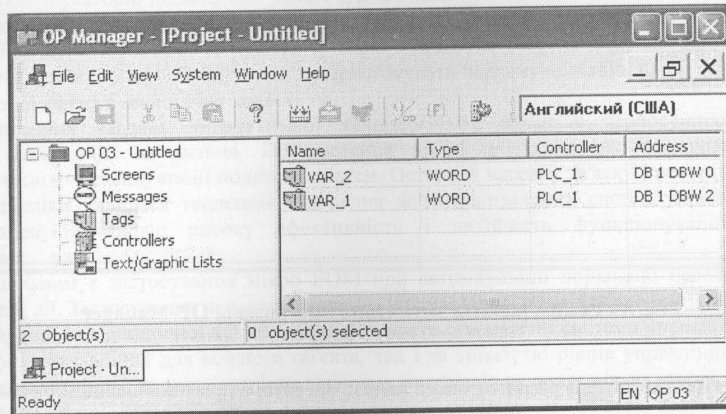 OP Manager - [Project - Untitled]
File Edit View System Window Help
Английский (США)
OP 03 - Untitled
Screens
Messages
Tags
Controllers
Text/Graphic Lists
Name Type Controller Address
VAR_2 WORD PLC_1 DB 1 DBW 0
VAR_1 WORD PLC_1 DB 1 DBW 2
2 Object(s) 0 object(s) selected
Project - Un...
Ready EN OP 03